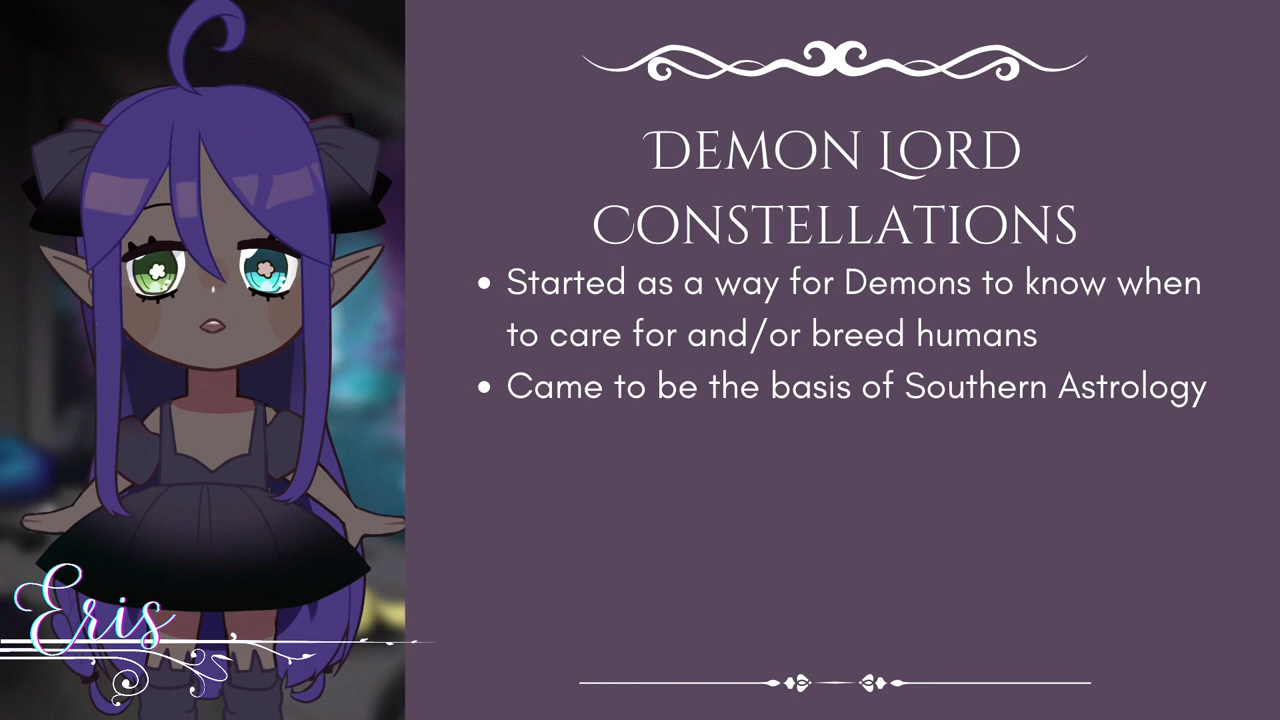 Demon Lord
Constellations
• Started as a way for Demons to know when
to care for and/or breed humans
• Came to be the basis of Southern Astrology
Eris